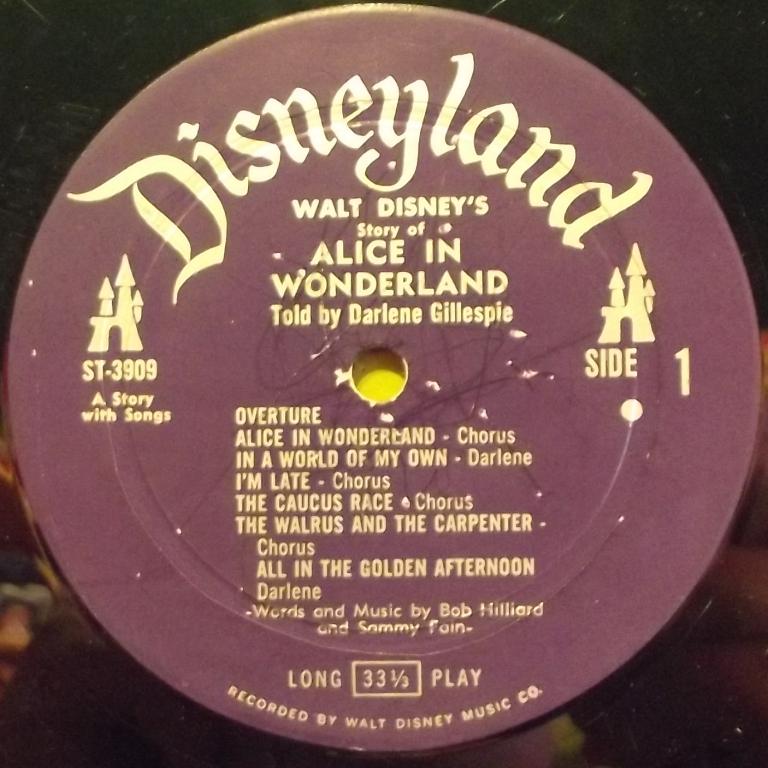 Disneyland
WALT DISNEY'S
Story of
ALICE IN
WONDERLAND
Told by Darlene Gillespie
ST-3909
A Story
with Songs
SIDE 1
OVERTURE
ALICE IN WONDERLAND - Chorus
IN A WORLD OF MY OWN - Darlene
I'M LATE - Chorus
THE CAUCUS RACE - Chorus
THE WALRUS AND THE CARPENTER -
Chorus
ALL IN THE GOLDEN AFTERNOON
Darlene
-Words and Music by Bob Hilliard
and Sammy Fain-
LONG 33⅓ PLAY
RECORDED BY WALT DISNEY MUSIC CO.